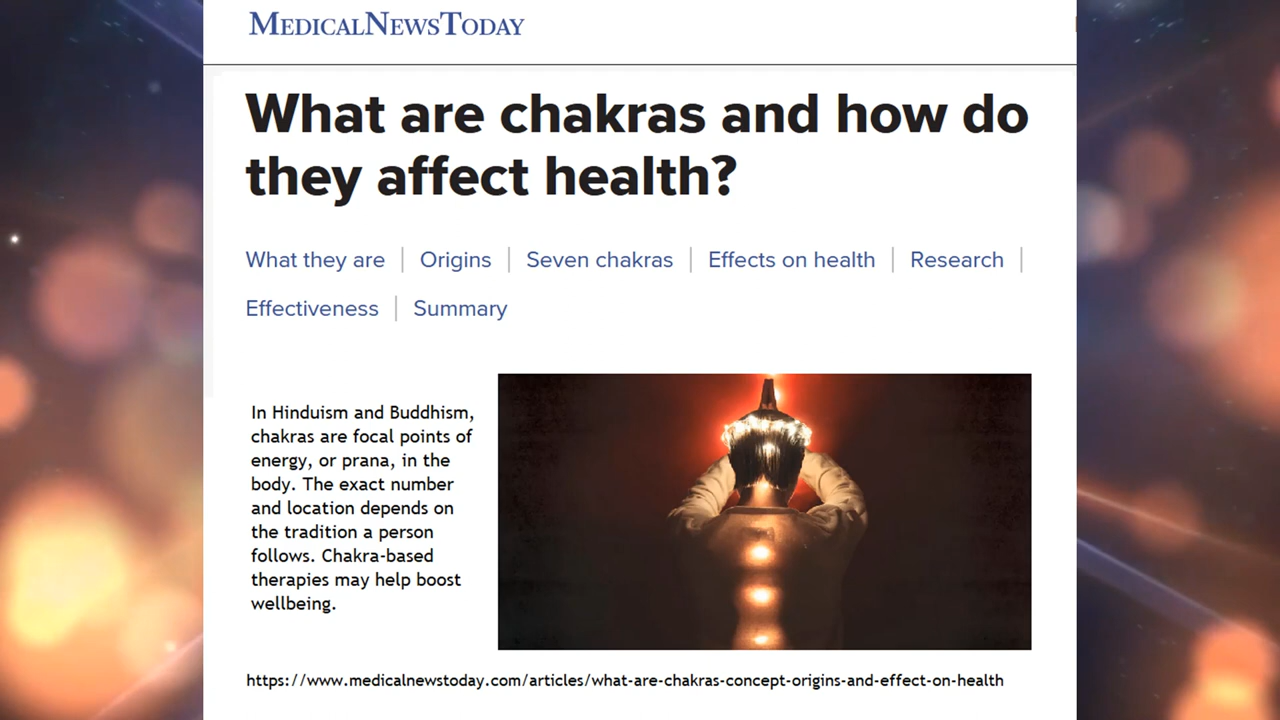 MEDICALNEWSTODAY
What are chakras and how do
they affect health?
What they are | Origins | Seven chakras | Effects on health | Research |
Effectiveness | Summary
In Hinduism and Buddhism,
chakras are focal points of
energy, or prana, in the
body. The exact number
and location depends on
the tradition a person
follows. Chakra-based
therapies may help boost
wellbeing.
https://www.medicalnewstoday.com/articles/what-are-chakras-concept-origins-and-effect-on-health